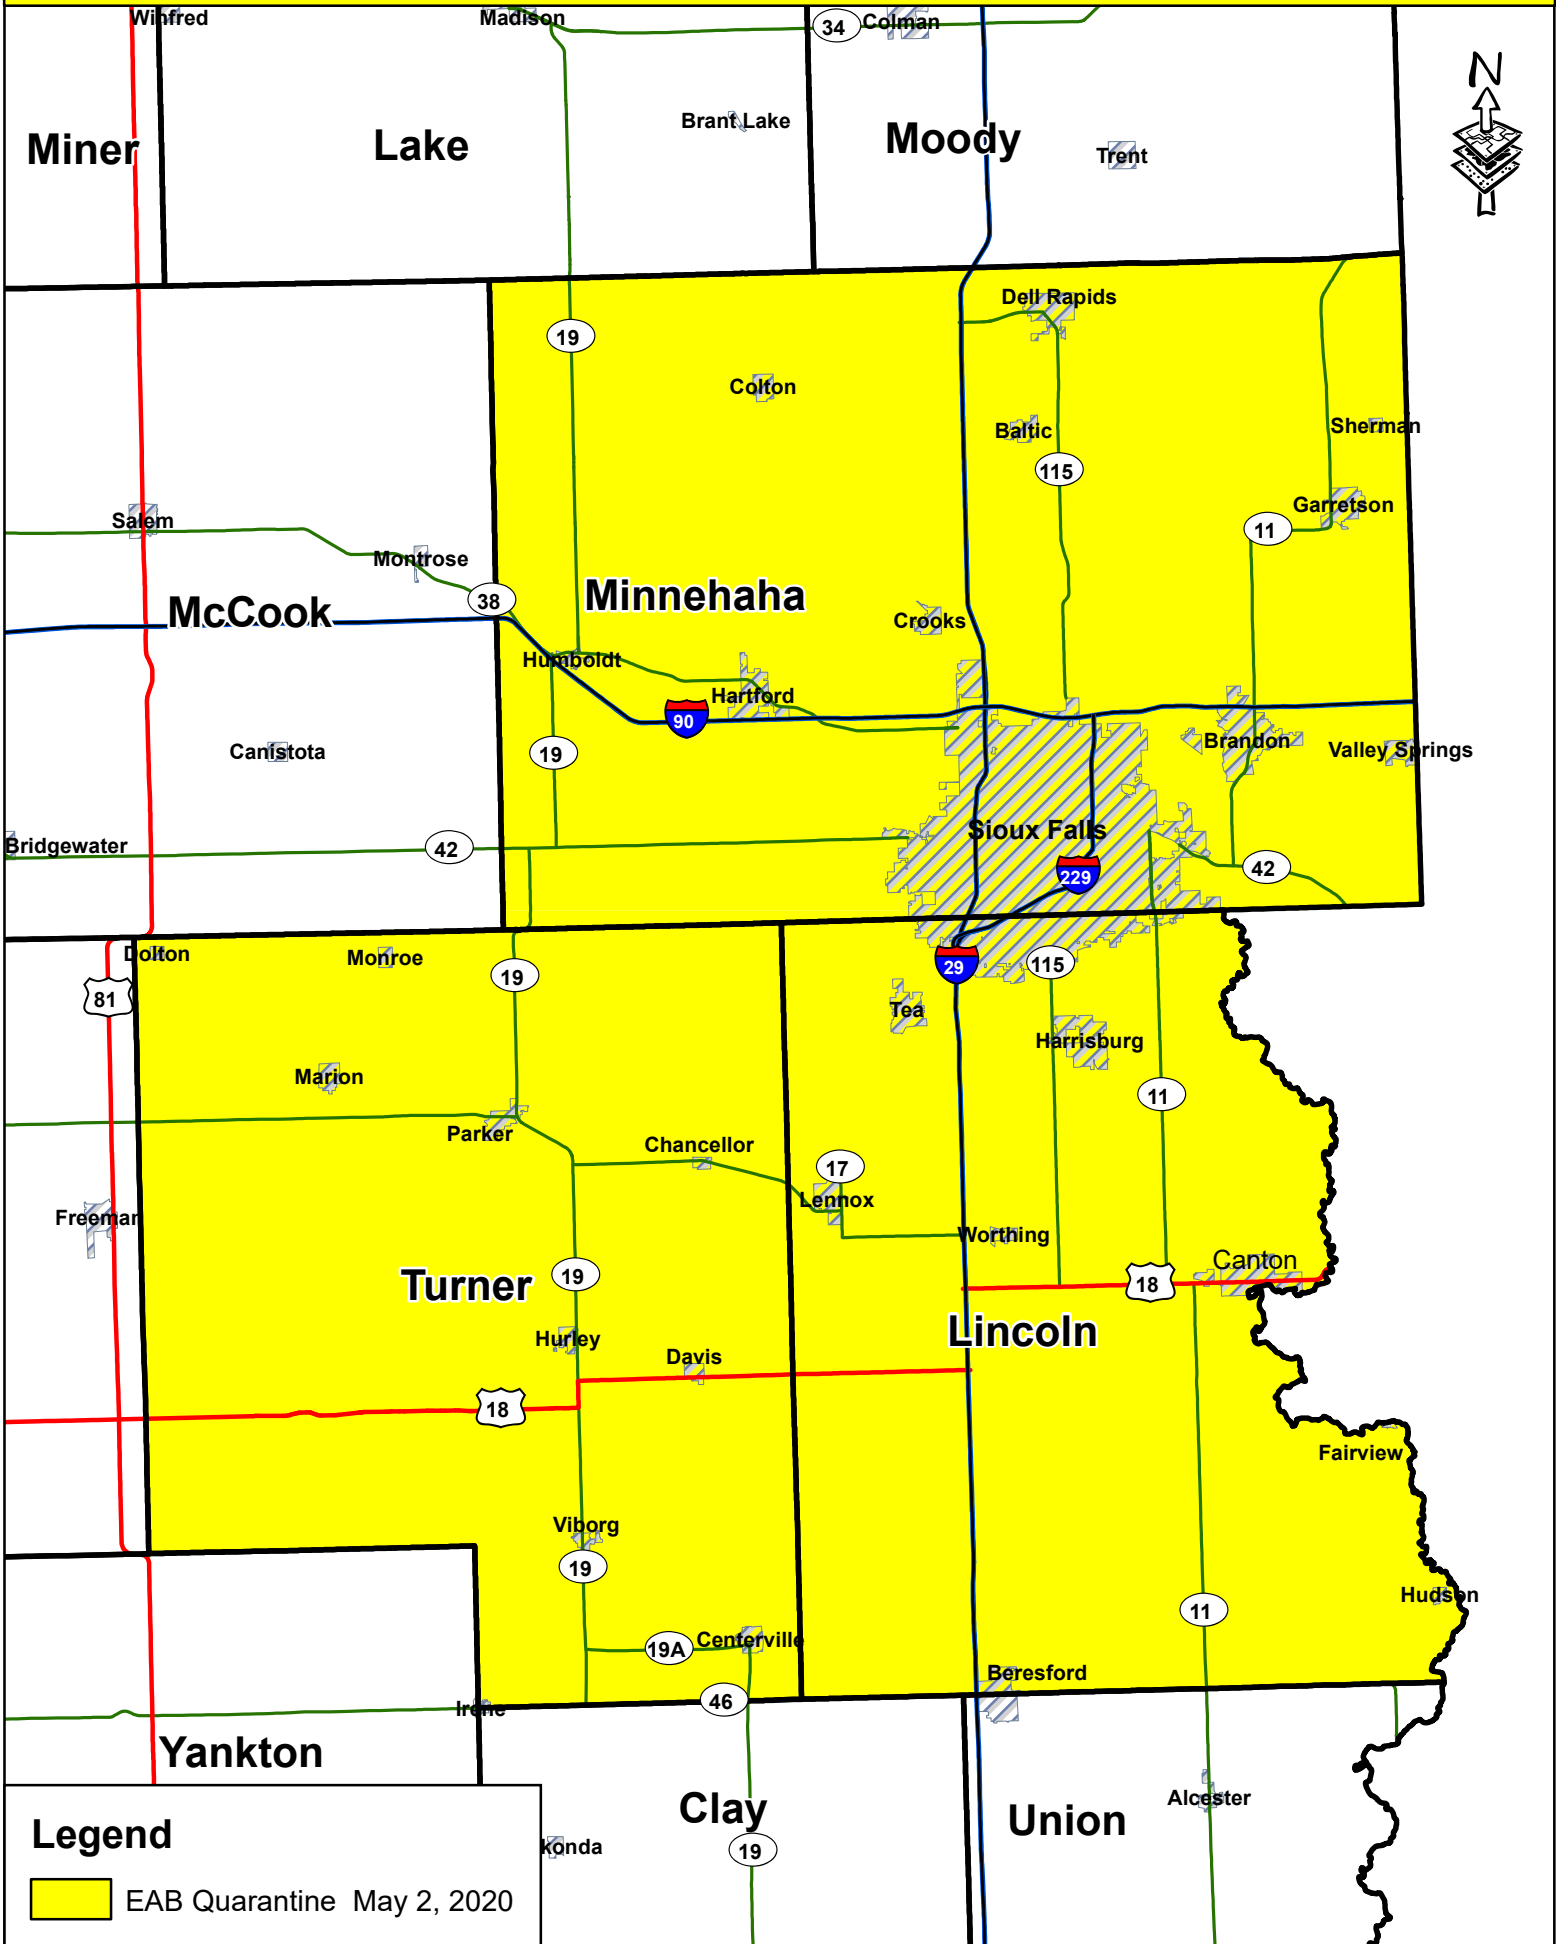 Winfred
Madison
34
Colman
N
Brant Lake
Miner
Lake
Moody
Trent
Dell Rapids
19
Colton
Baltic
Sherman
115
Garretson
Salem
11
Montrose
38
Minnehaha
McCook
Crooks
Humboldt
Hartford
90
Canistota
19
Brandon
Valley Springs
Sioux Falls
Bridgewater
42
229
42
Dolton
Monroe
19
29
115
81
Tea
Harrisburg
Marion
11
Parker
Chancellor
17
Lennox
Freeman
Worthing
Canton
Turner
19
18
Lincoln
Hurley
Davis
18
Fairview
Viborg
19
Hudson
11
19A
Centerville
Beresford
46
Irene
Yankton
Clay
Alcester
Union
Legend
konda
19
EAB Quarantine May 2, 2020